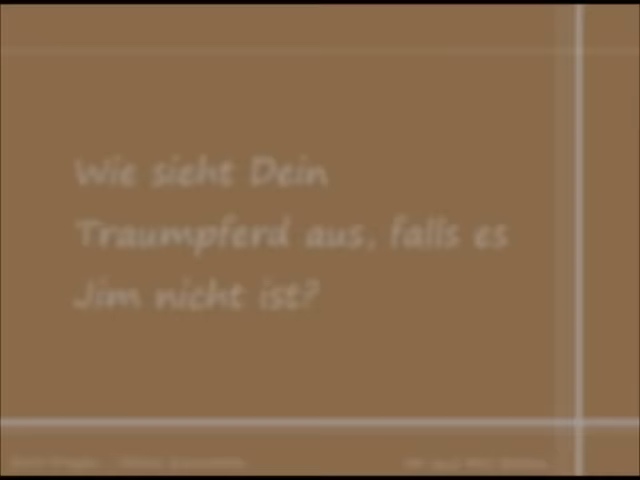 Wie sieht Dein
Traumpferd aus, falls es
Jim nicht ist?